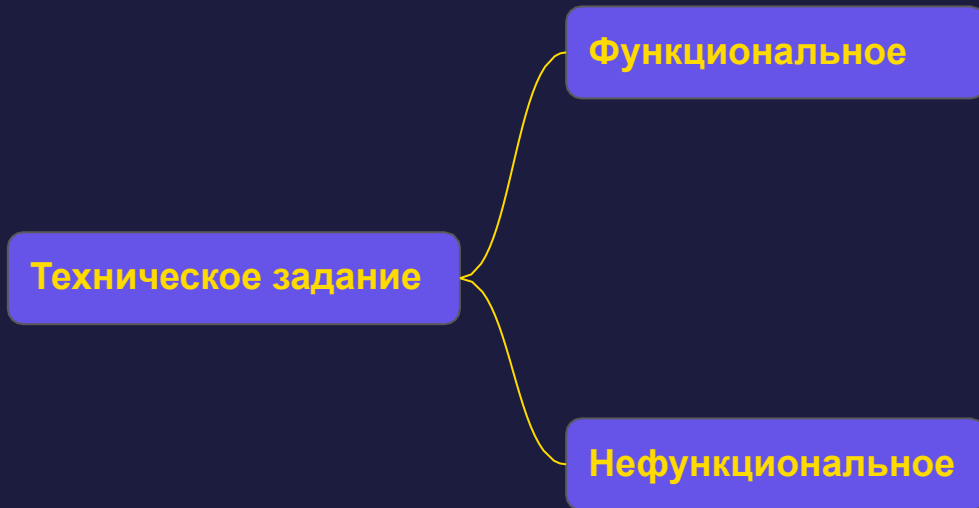 Функциональное
Техническое задание
Нефункциональное